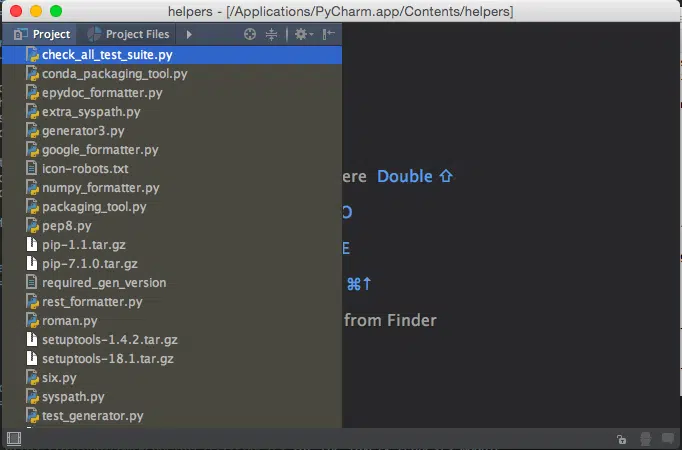 helpers - [/Applications/PyCharm.app/Contents/helpers]
Project Project Files
check_all_test_suite.py
conda_packaging_tool.py
epydoc_formatter.py
extra_syspath.py
generator3.py
google_formatter.py
icon-robots.txt
ere Double ⇧
numpy_formatter.py
packaging_tool.py
O
pep8.py
pip-1.1.tar.gz
E
pip-7.1.0.tar.gz
required_gen_version
⌘↑
rest_formatter.py
roman.py
from Finder
setuptools-1.4.2.tar.gz
setuptools-18.1.tar.gz
six.py
syspath.py
test_generator.py